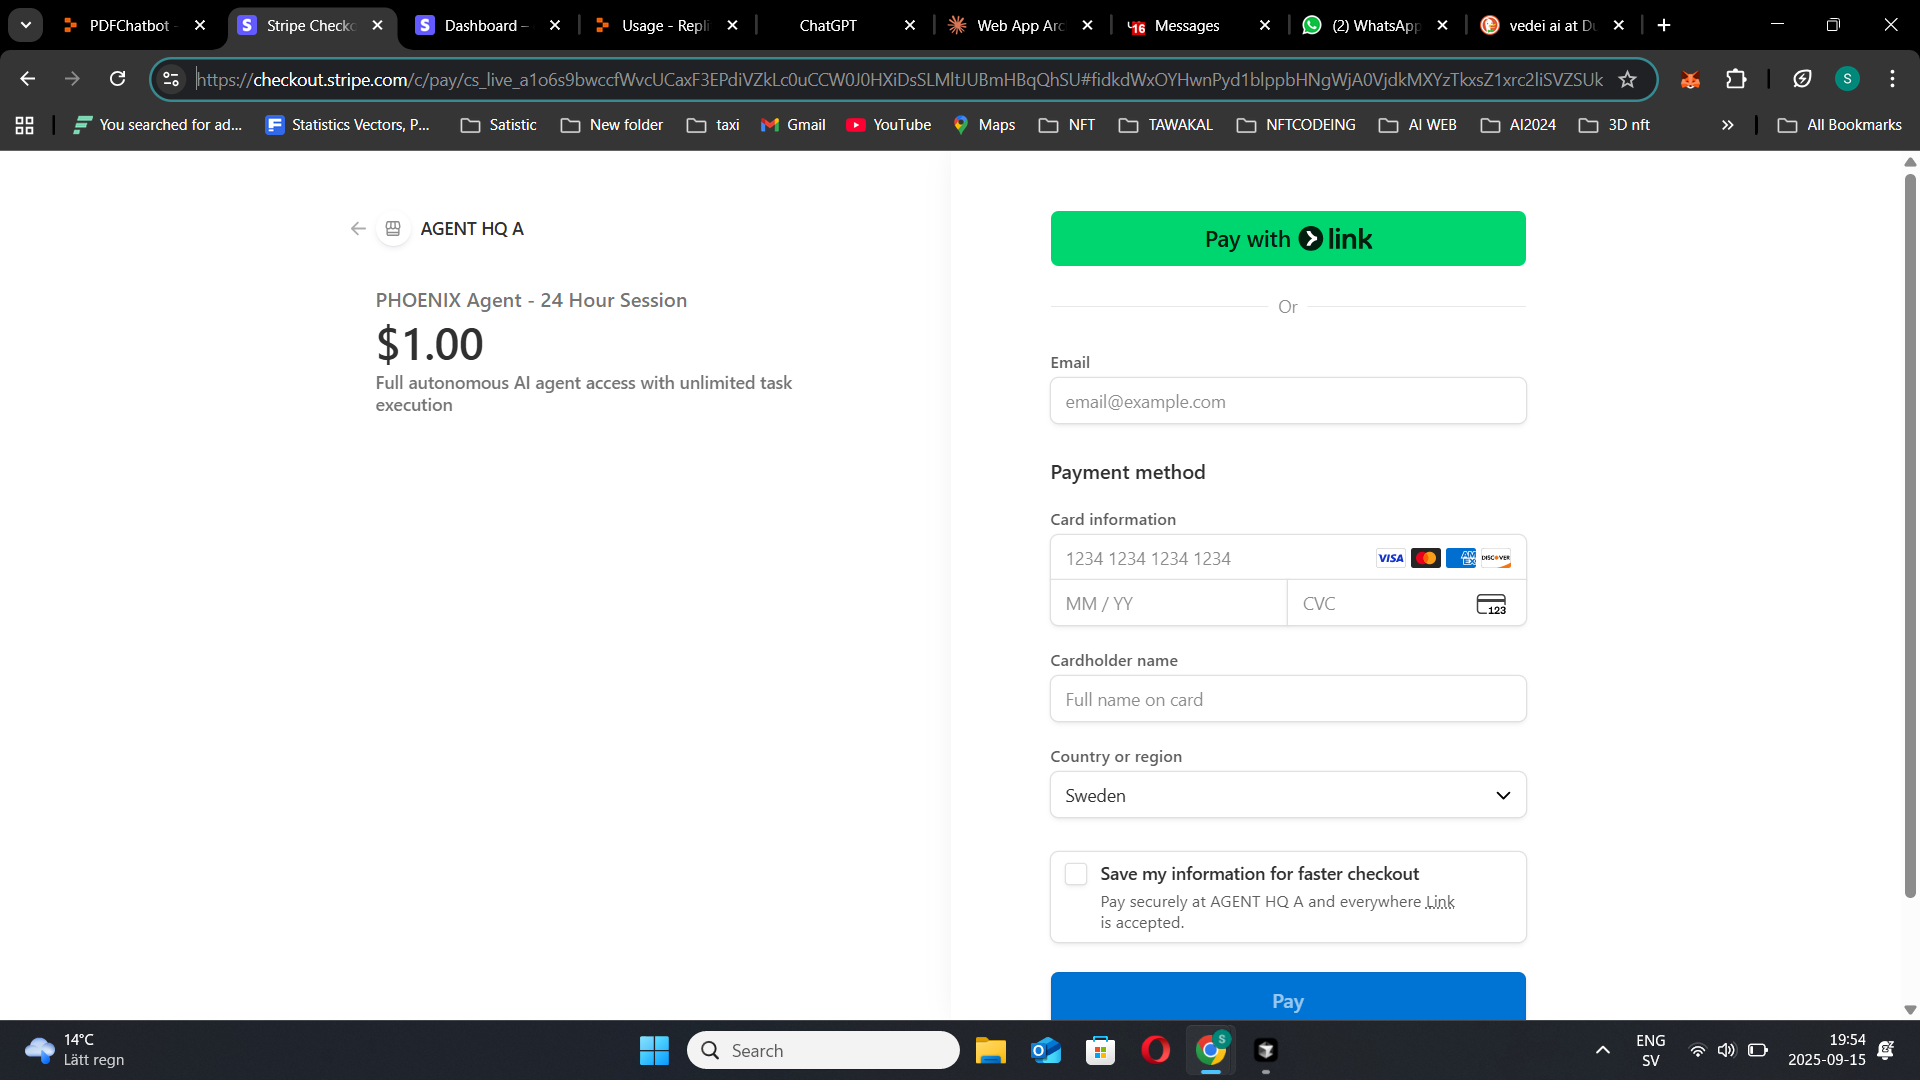 PDFChatbot -
Stripe Checko
Dashboard –
Usage - Repli
ChatGPT
Web App Arc
16
Messages
(2) WhatsApp
vedei ai at Du
https://checkout.stripe.com/c/pay/
S
You searched for ad...
Statistics Vectors, P...
Satistic
New folder
taxi
Gmail
YouTube
Maps
NFT
TAWAKAL
NFTCODEING
AI WEB
AI2024
3D nft
All Bookmarks
AGENT HQ A
PHOENIX Agent - 24 Hour Session
$1.00
Full autonomous AI agent access with unlimited task
execution
Pay with link
Or
Email
email@example.com
Payment method
Card information
1234 1234 1234 1234
VISA
AMEX
DISCOVER
MM / YY
CVC
123
Cardholder name
Full name on card
Country or region
Sweden
Save my information for faster checkout
Pay securely at AGENT HQ A and everywhere Link
is accepted.
Pay
14°C
Lätt regn
Search
ENG
SV
19:54
2025-09-15